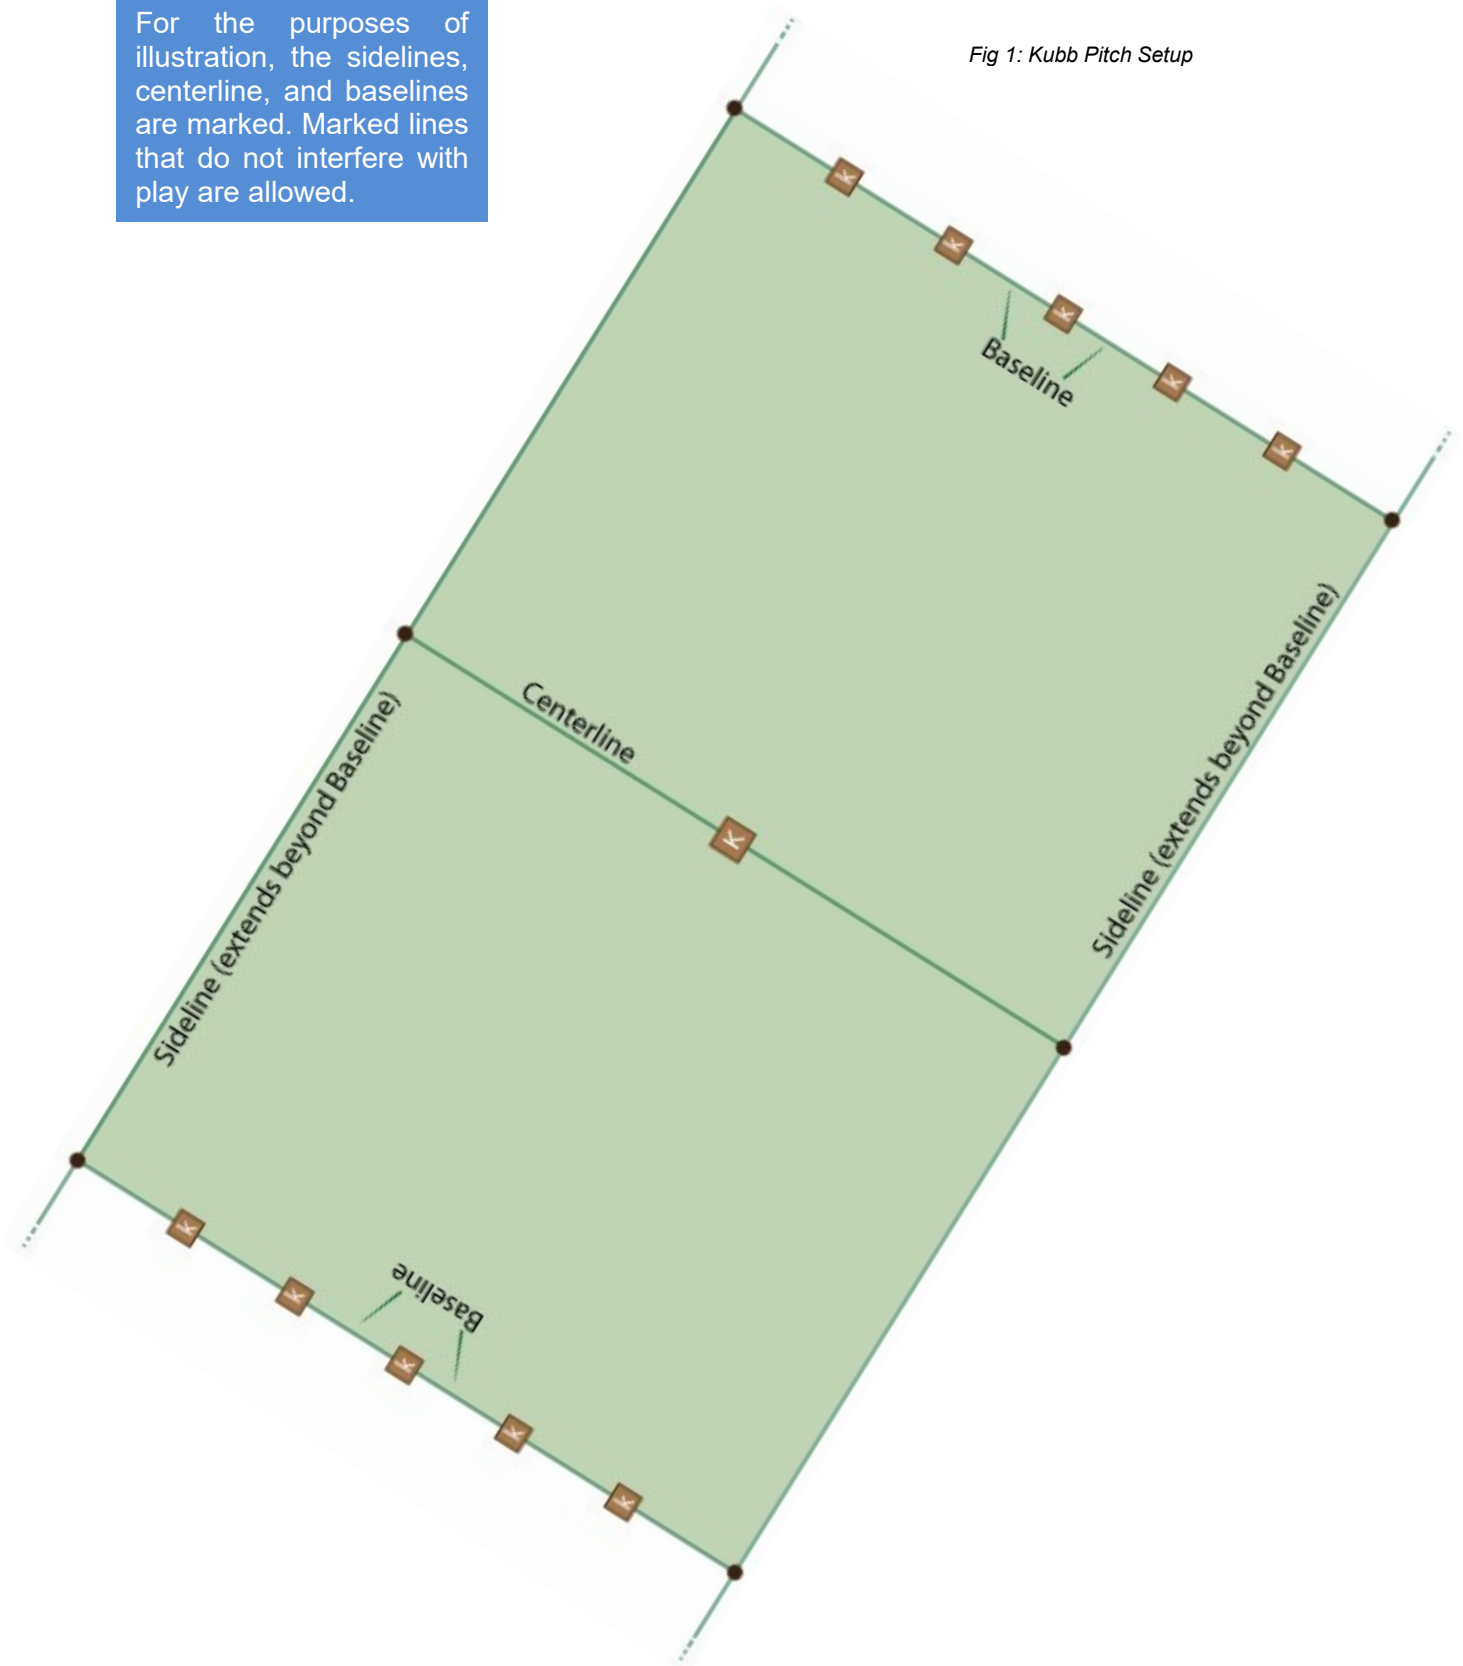 For the purposes of
illustration, the sidelines,
centerline, and baselines
are marked. Marked lines
that do not interfere with
play are allowed.
Fig 1: Kubb Pitch Setup
k
k
k
k
k
Baseline
Sideline (extends beyond Baseline)
Centerline
K
Sideline (extends beyond Baseline)
Baseline
k
k
k
k
k